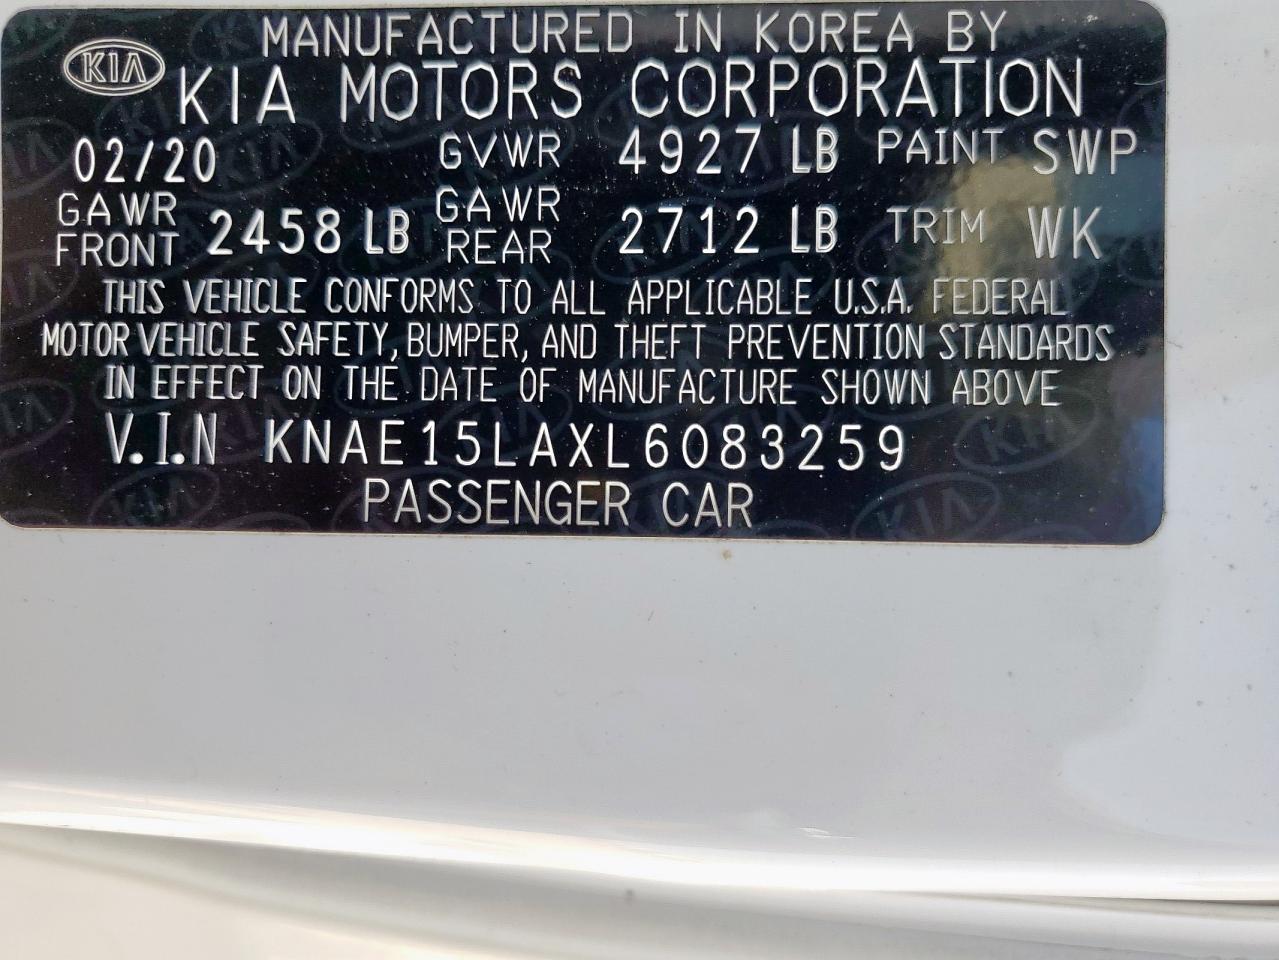 MANUFACTURED IN KOREA BY
KIA KIA MOTORS CORPORATION
02/20 GVWR 4927 LB PAINT SWP
GAWR FRONT 2458 LB GAWR REAR 2712 LB TRIM WK
THIS VEHICLE CONFORMS TO ALL APPLICABLE U.S.A. FEDERAL
MOTOR VEHICLE SAFETY, BUMPER, AND THEFT PREVENTION STANDARDS
IN EFFECT ON THE DATE OF MANUFACTURE SHOWN ABOVE
V.I.N KNAE15LAXL6083259
PASSENGER CAR